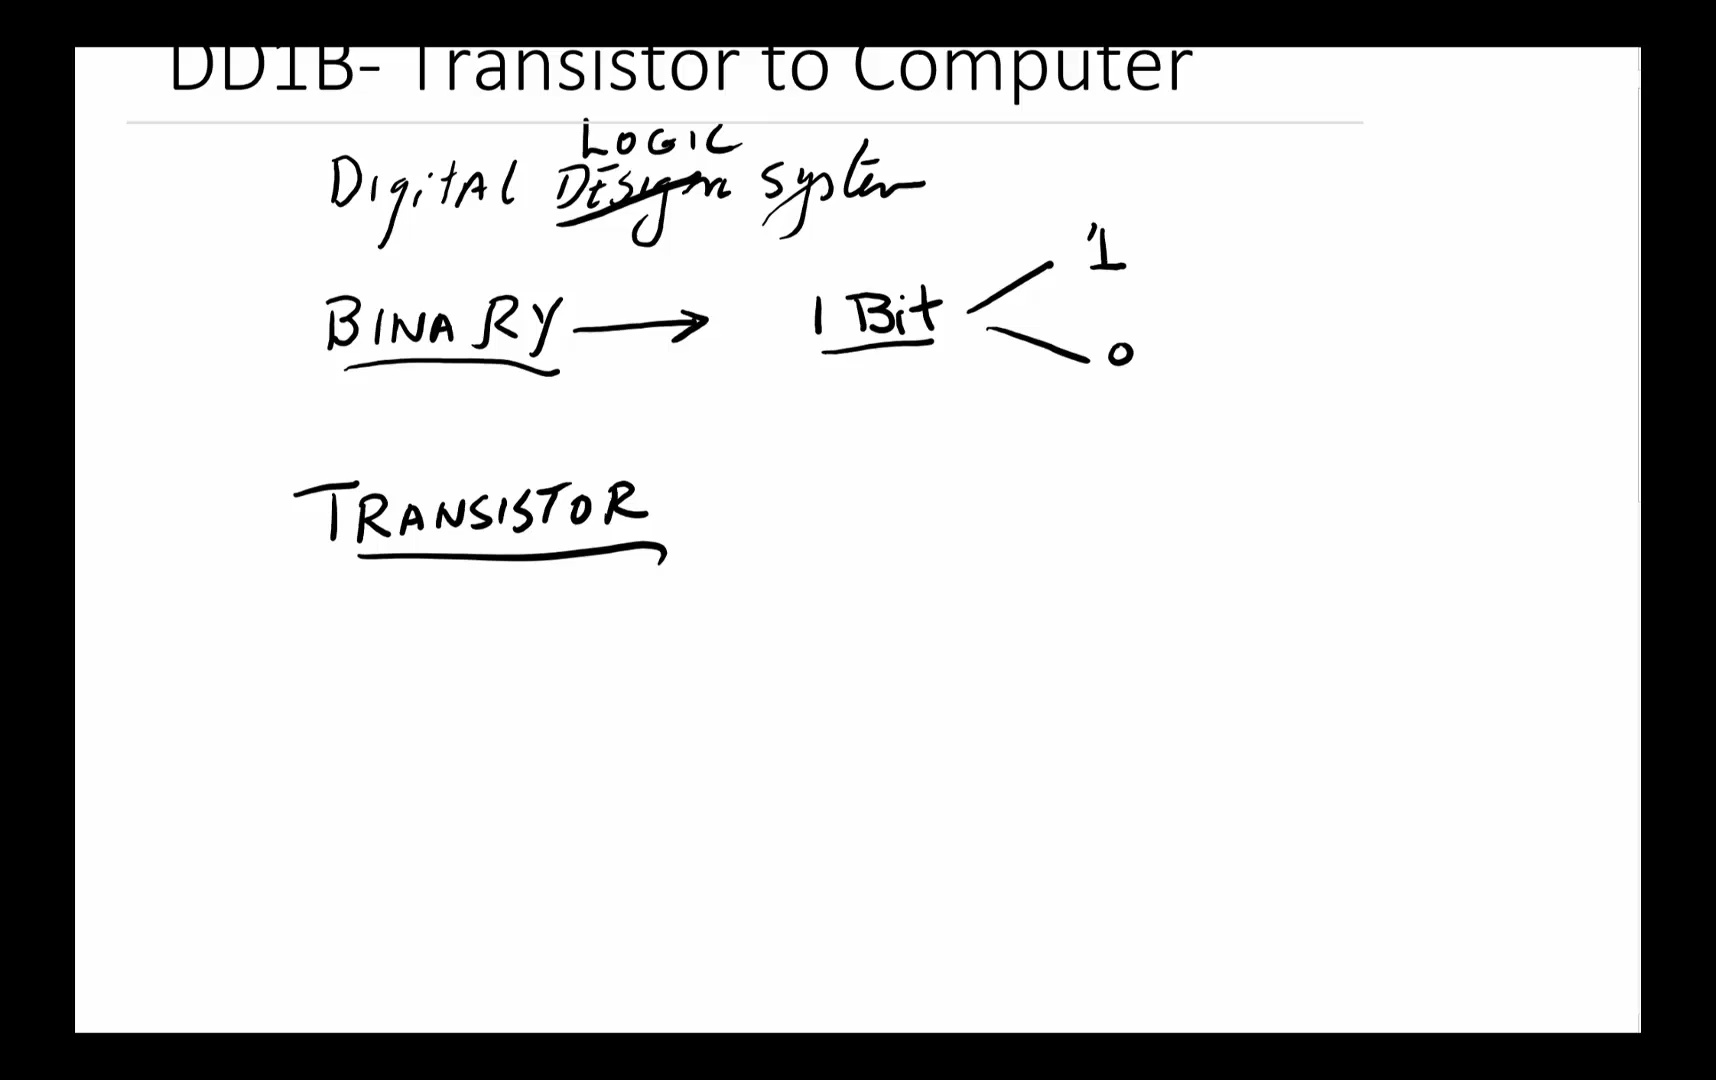 DD1B- Transistor to Computer
LOGIC
Digital Design System
BINARY → 1 Bit
1
0
TRANSISTOR